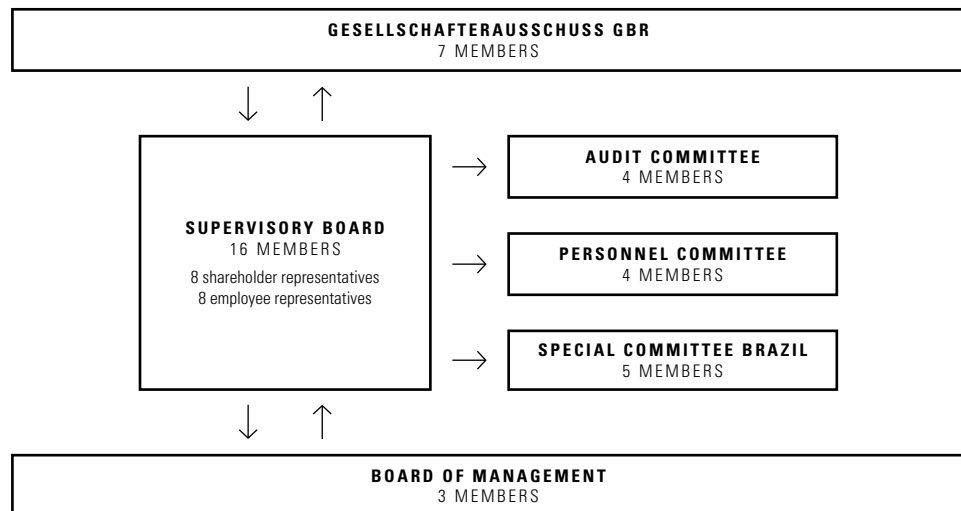 GESELLSCHAFTERAUSSCHUSS GBR
7 MEMBERS
SUPERVISORY BOARD
16 MEMBERS
8 shareholder representatives
8 employee representatives
AUDIT COMMITTEE
4 MEMBERS
PERSONNEL COMMITTEE
4 MEMBERS
SPECIAL COMMITTEE BRAZIL
5 MEMBERS
BOARD OF MANAGEMENT
3 MEMBERS